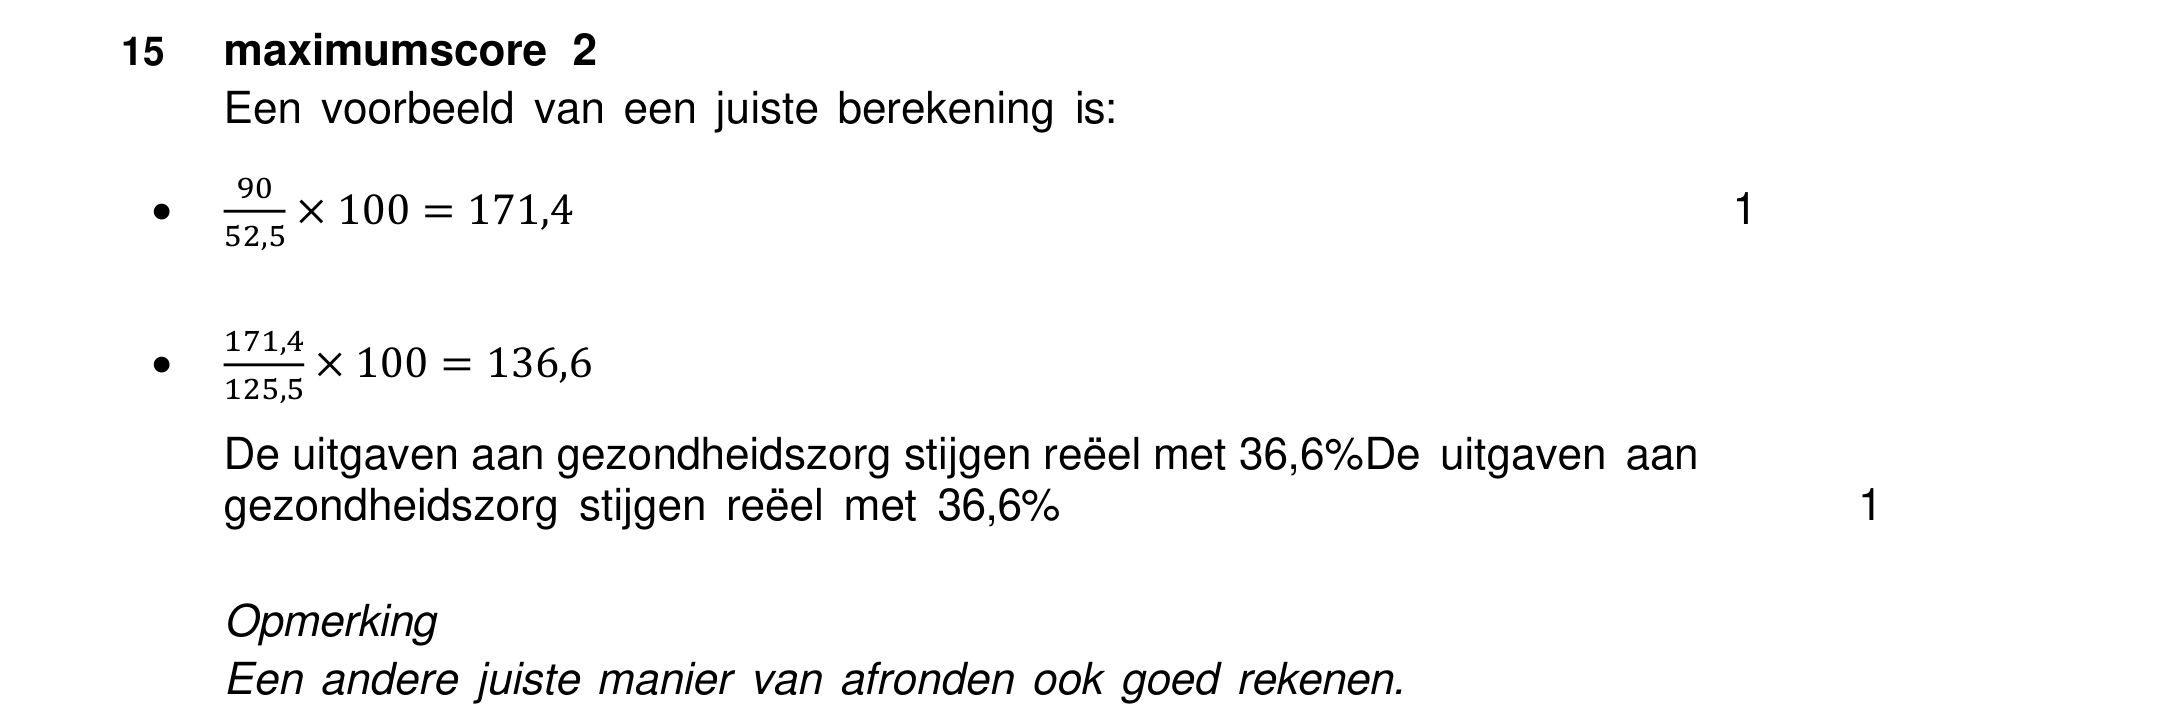 15 maximumscore 2
Een voorbeeld van een juiste berekening is:
• 90/52,5 × 100 = 171,4 1
• 171,4/125,5 × 100 = 136,6
De uitgaven aan gezondheidszorg stijgen reëel met 36,6%De uitgaven aan
gezondheidszorg stijgen reëel met 36,6% 1
Opmerking
Een andere juiste manier van afronden ook goed rekenen.